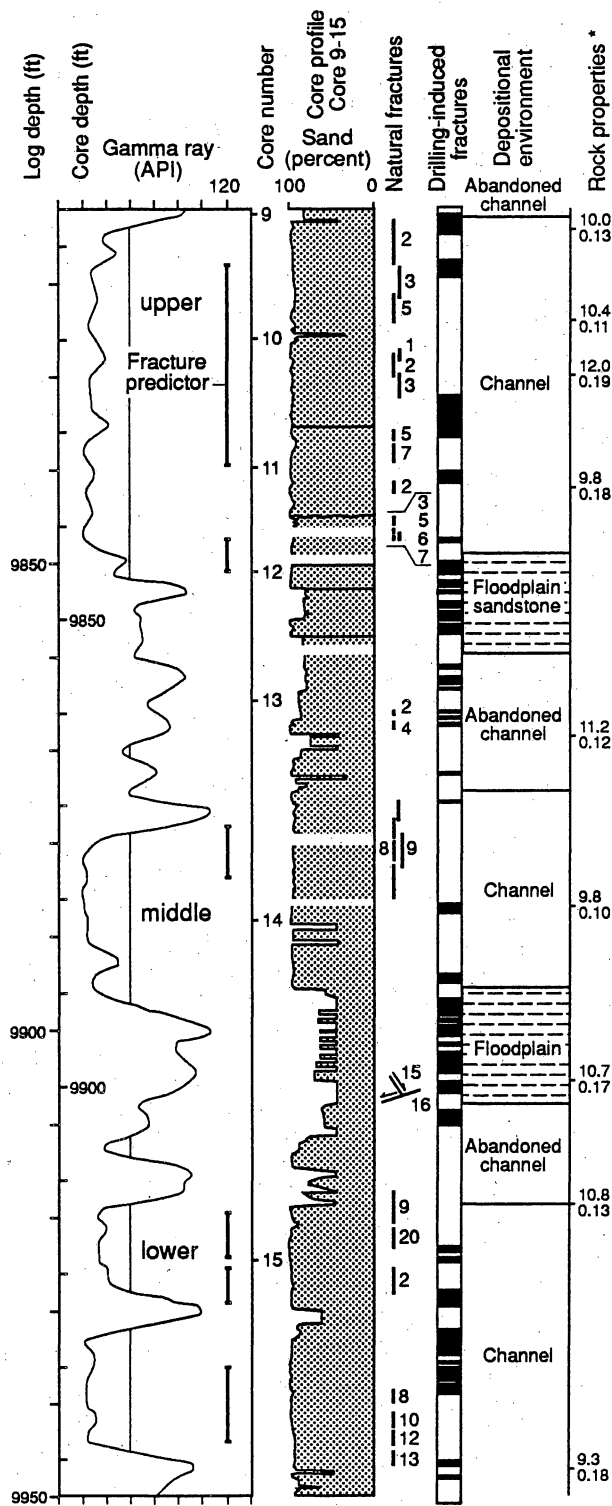 Log depth (ft)
Core depth (ft)
Gamma ray
(API)
120
Core number
Core profile
Core 9-15
Sand
(percent)
100
0
Natural fractures
Drilling-induced
fractures
Depositional
environment
Rock properties *
9
Abandoned
channel
10.0
0.13
2
upper
3
5
10.4
0.11
10
1
2
3
Fracture
predictor
12.0
0.19
Channel
5
7
11
2
9.8
0.18
3
5
6
7
9850
12
Floodplain
sandstone
9850
13
2
4
Abandoned
channel
11.2
0.12
8
9
middle
14
Channel
9.8
0.10
9900
Floodplain
15
10.7
0.17
9900
16
Abandoned
channel
10.8
0.13
9
lower
15
20
2
Channel
8
10
12
13
9.3
0.18
9950